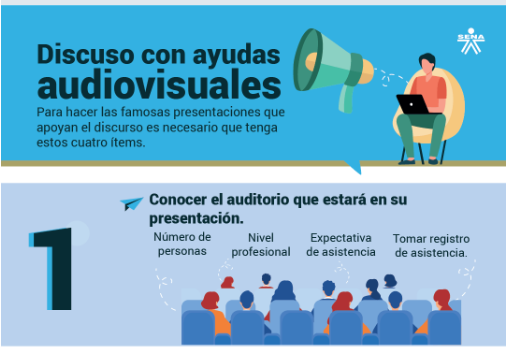 SENA
Discuso con ayudas
audiovisuales
Para hacer las famosas presentaciones que
apoyan el discurso es necesario que tenga
estos cuatro ítems.
1
Conocer el auditorio que estará en su
presentación.
Número de
personas
Nivel
profesional
Expectativa
de asistencia
Tomar registro
de asistencia.